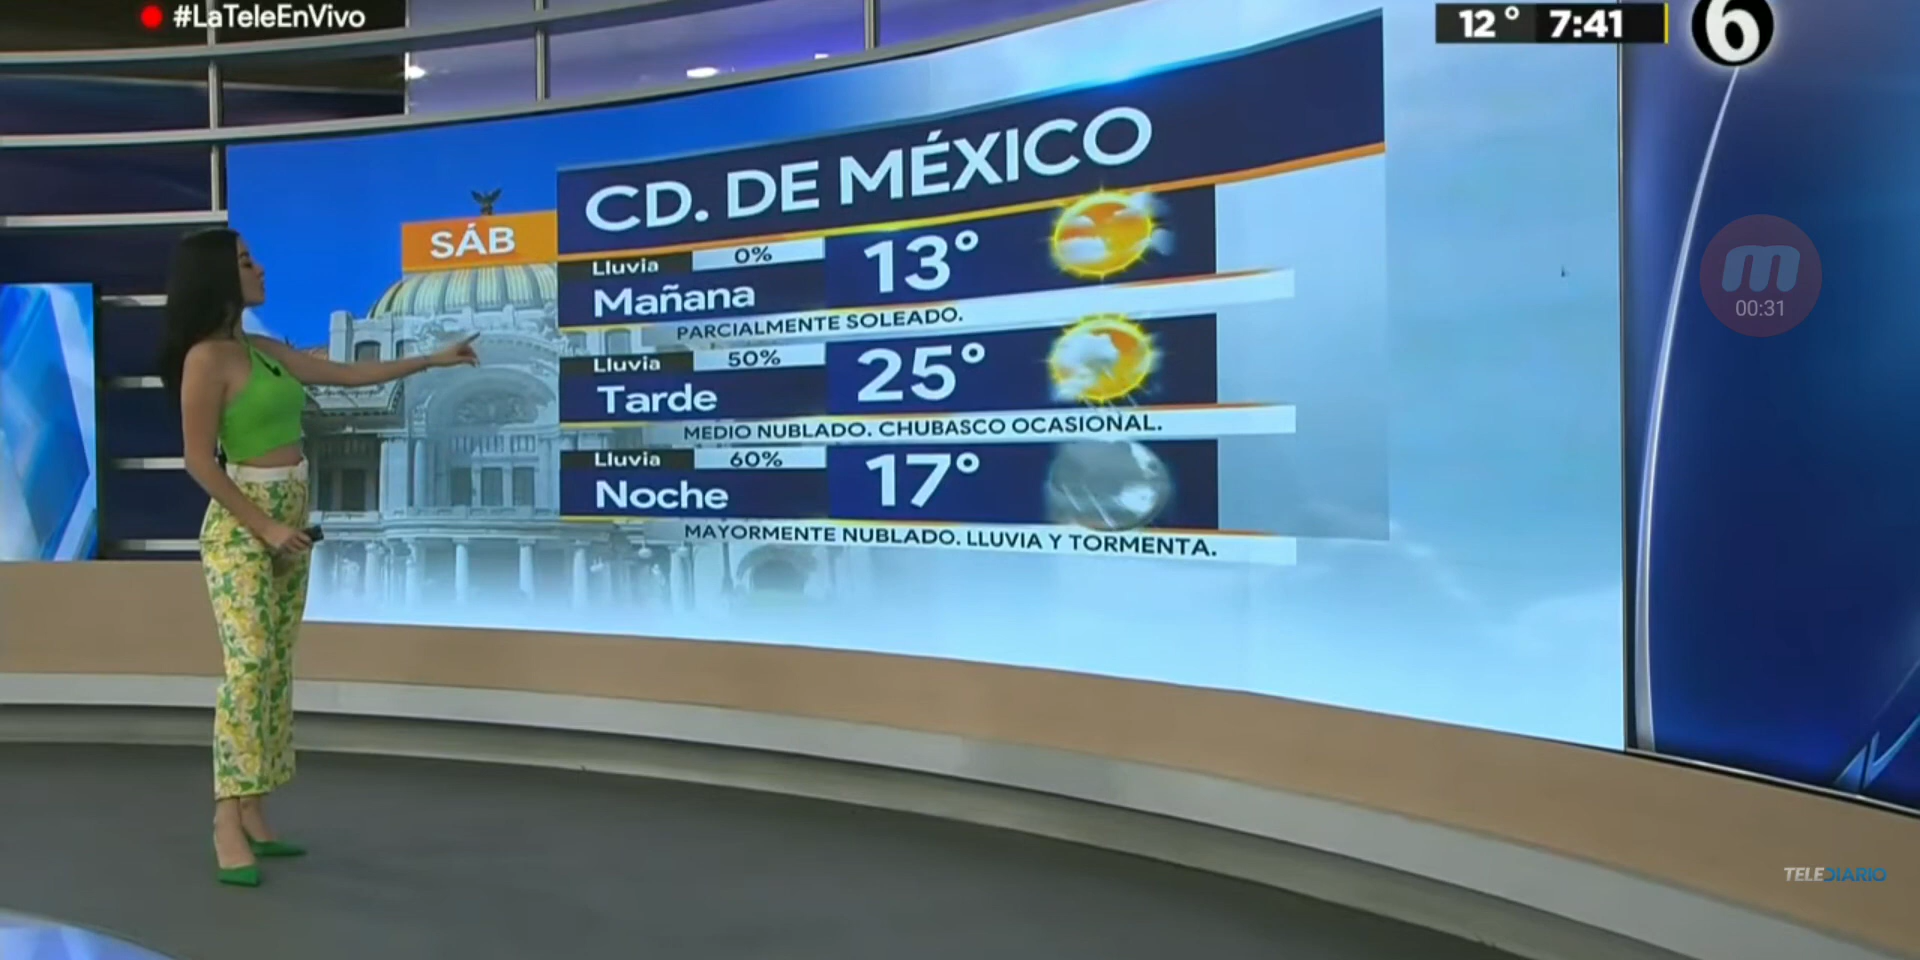 #LaTeleEnVivo
12° 7:41
6
CD. DE MÉXICO
SÁB
Lluvia 0%
Mañana 13°
PARCIALMENTE SOLEADO.
Lluvia 50%
Tarde 25°
MEDIO NUBLADO. CHUBASCO OCASIONAL.
Lluvia 60%
Noche 17°
MAYORMENTE NUBLADO. LLUVIA Y TORMENTA.
m
00:31
TELEDIARIO